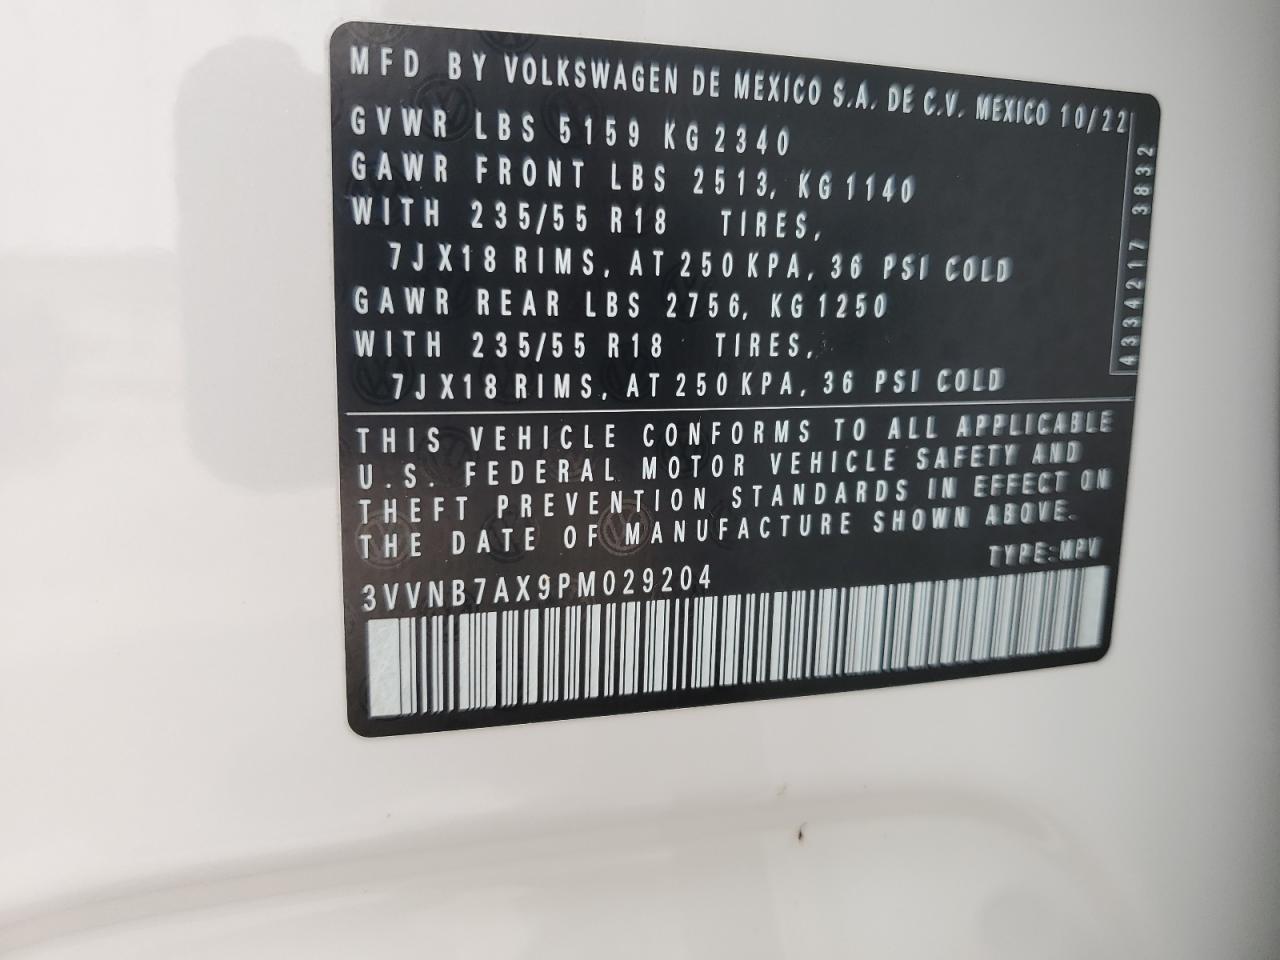 MFD BY VOLKSWAGEN DE MEXICO S.A. DE C.V. MEXICO 10/22
GVWR LBS 5159 KG 2340
GAWR FRONT LBS 2513, KG 1140
WITH 235/55 R18 TIRES,
7JX18 RIMS, AT 250 KPA, 36 PSI COLD
GAWR REAR LBS 2756, KG 1250
WITH 235/55 R18 TIRES,
7JX18 RIMS, AT 250 KPA, 36 PSI COLD
4334217 3832
THIS VEHICLE CONFORMS TO ALL APPLICABLE
U.S. FEDERAL MOTOR VEHICLE SAFETY AND
THEFT PREVENTION STANDARDS IN EFFECT ON
THE DATE OF MANUFACTURE SHOWN ABOVE.
TYPE:MPV
3VVNB7AX9PM029204